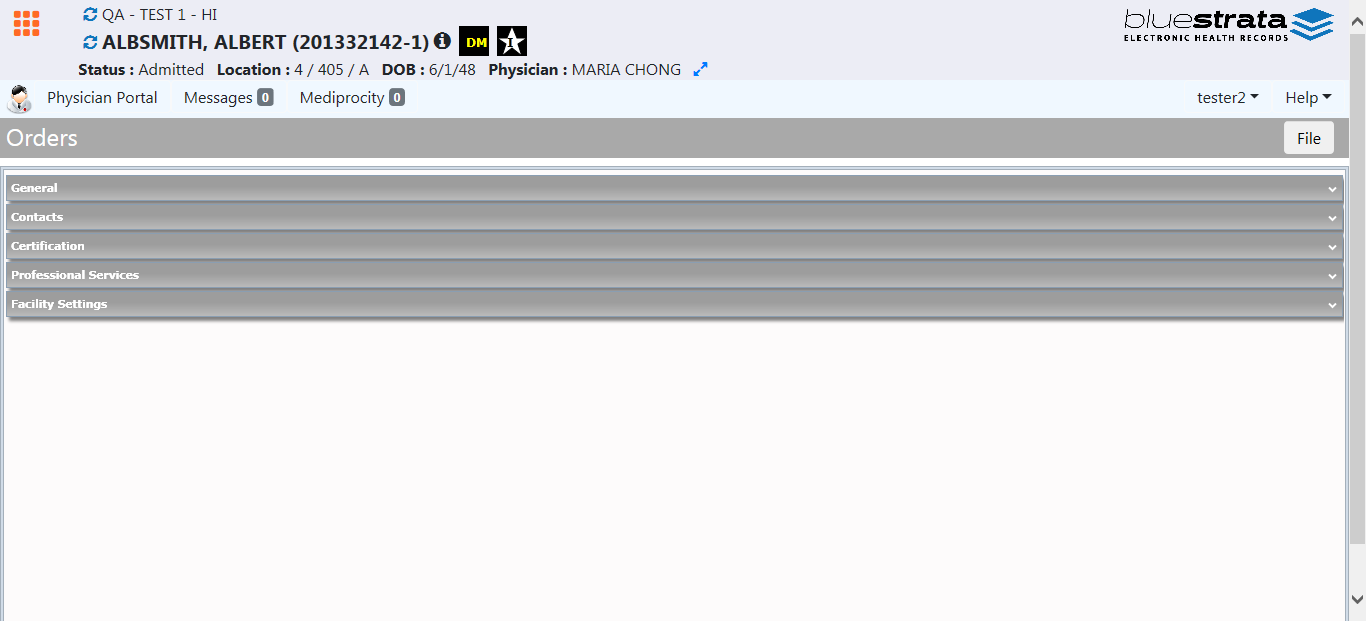 QA - TEST 1 - HI
ALBSMITH, ALBERT (201332142-1) DM 1
Status : Admitted Location : 4 / 405 / A DOB : 6/1/48 Physician : MARIA CHONG
bluestrata
ELECTRONIC HEALTH RECORDS
Physician Portal Messages 0 Mediprocity 0 tester2 Help
Orders File
General
Contacts
Certification
Professional Services
Facility Settings